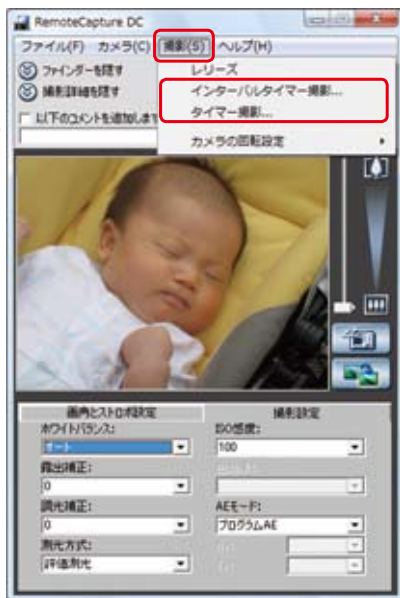 RemoteCapture DC
ファイル(F) カメラ(C) 撮影(S) ヘルプ(H)
ファインダーを隠す
撮影詳細を隠す
以下のコメントを追加しま
レリーズ
インターバルタイマー撮影...
タイマー撮影...
カメラの回転設定
画角とストロボ設定
撮影設定
ホワイトバランス:
オート
露出補正:
0
調光補正:
0
測光方式:
評価測光
ISO感度:
100
AEモード:
プログラムAE